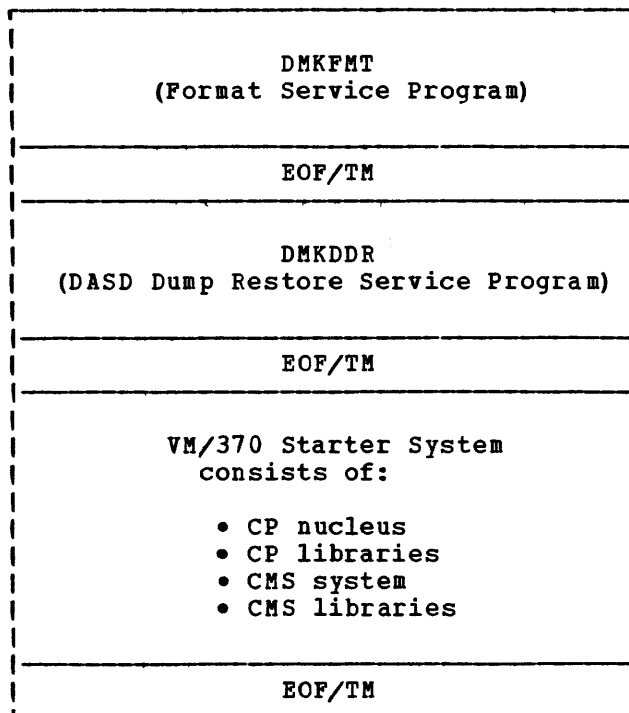 DMKFMT
(Format Service Program)
EOF/TM
DMKDDR
(DASD Dump Restore Service Program)
EOF/TM
VM/370 Starter System
consists of:
• CP nucleus
• CP libraries
• CMS system
• CMS libraries
EOF/TM